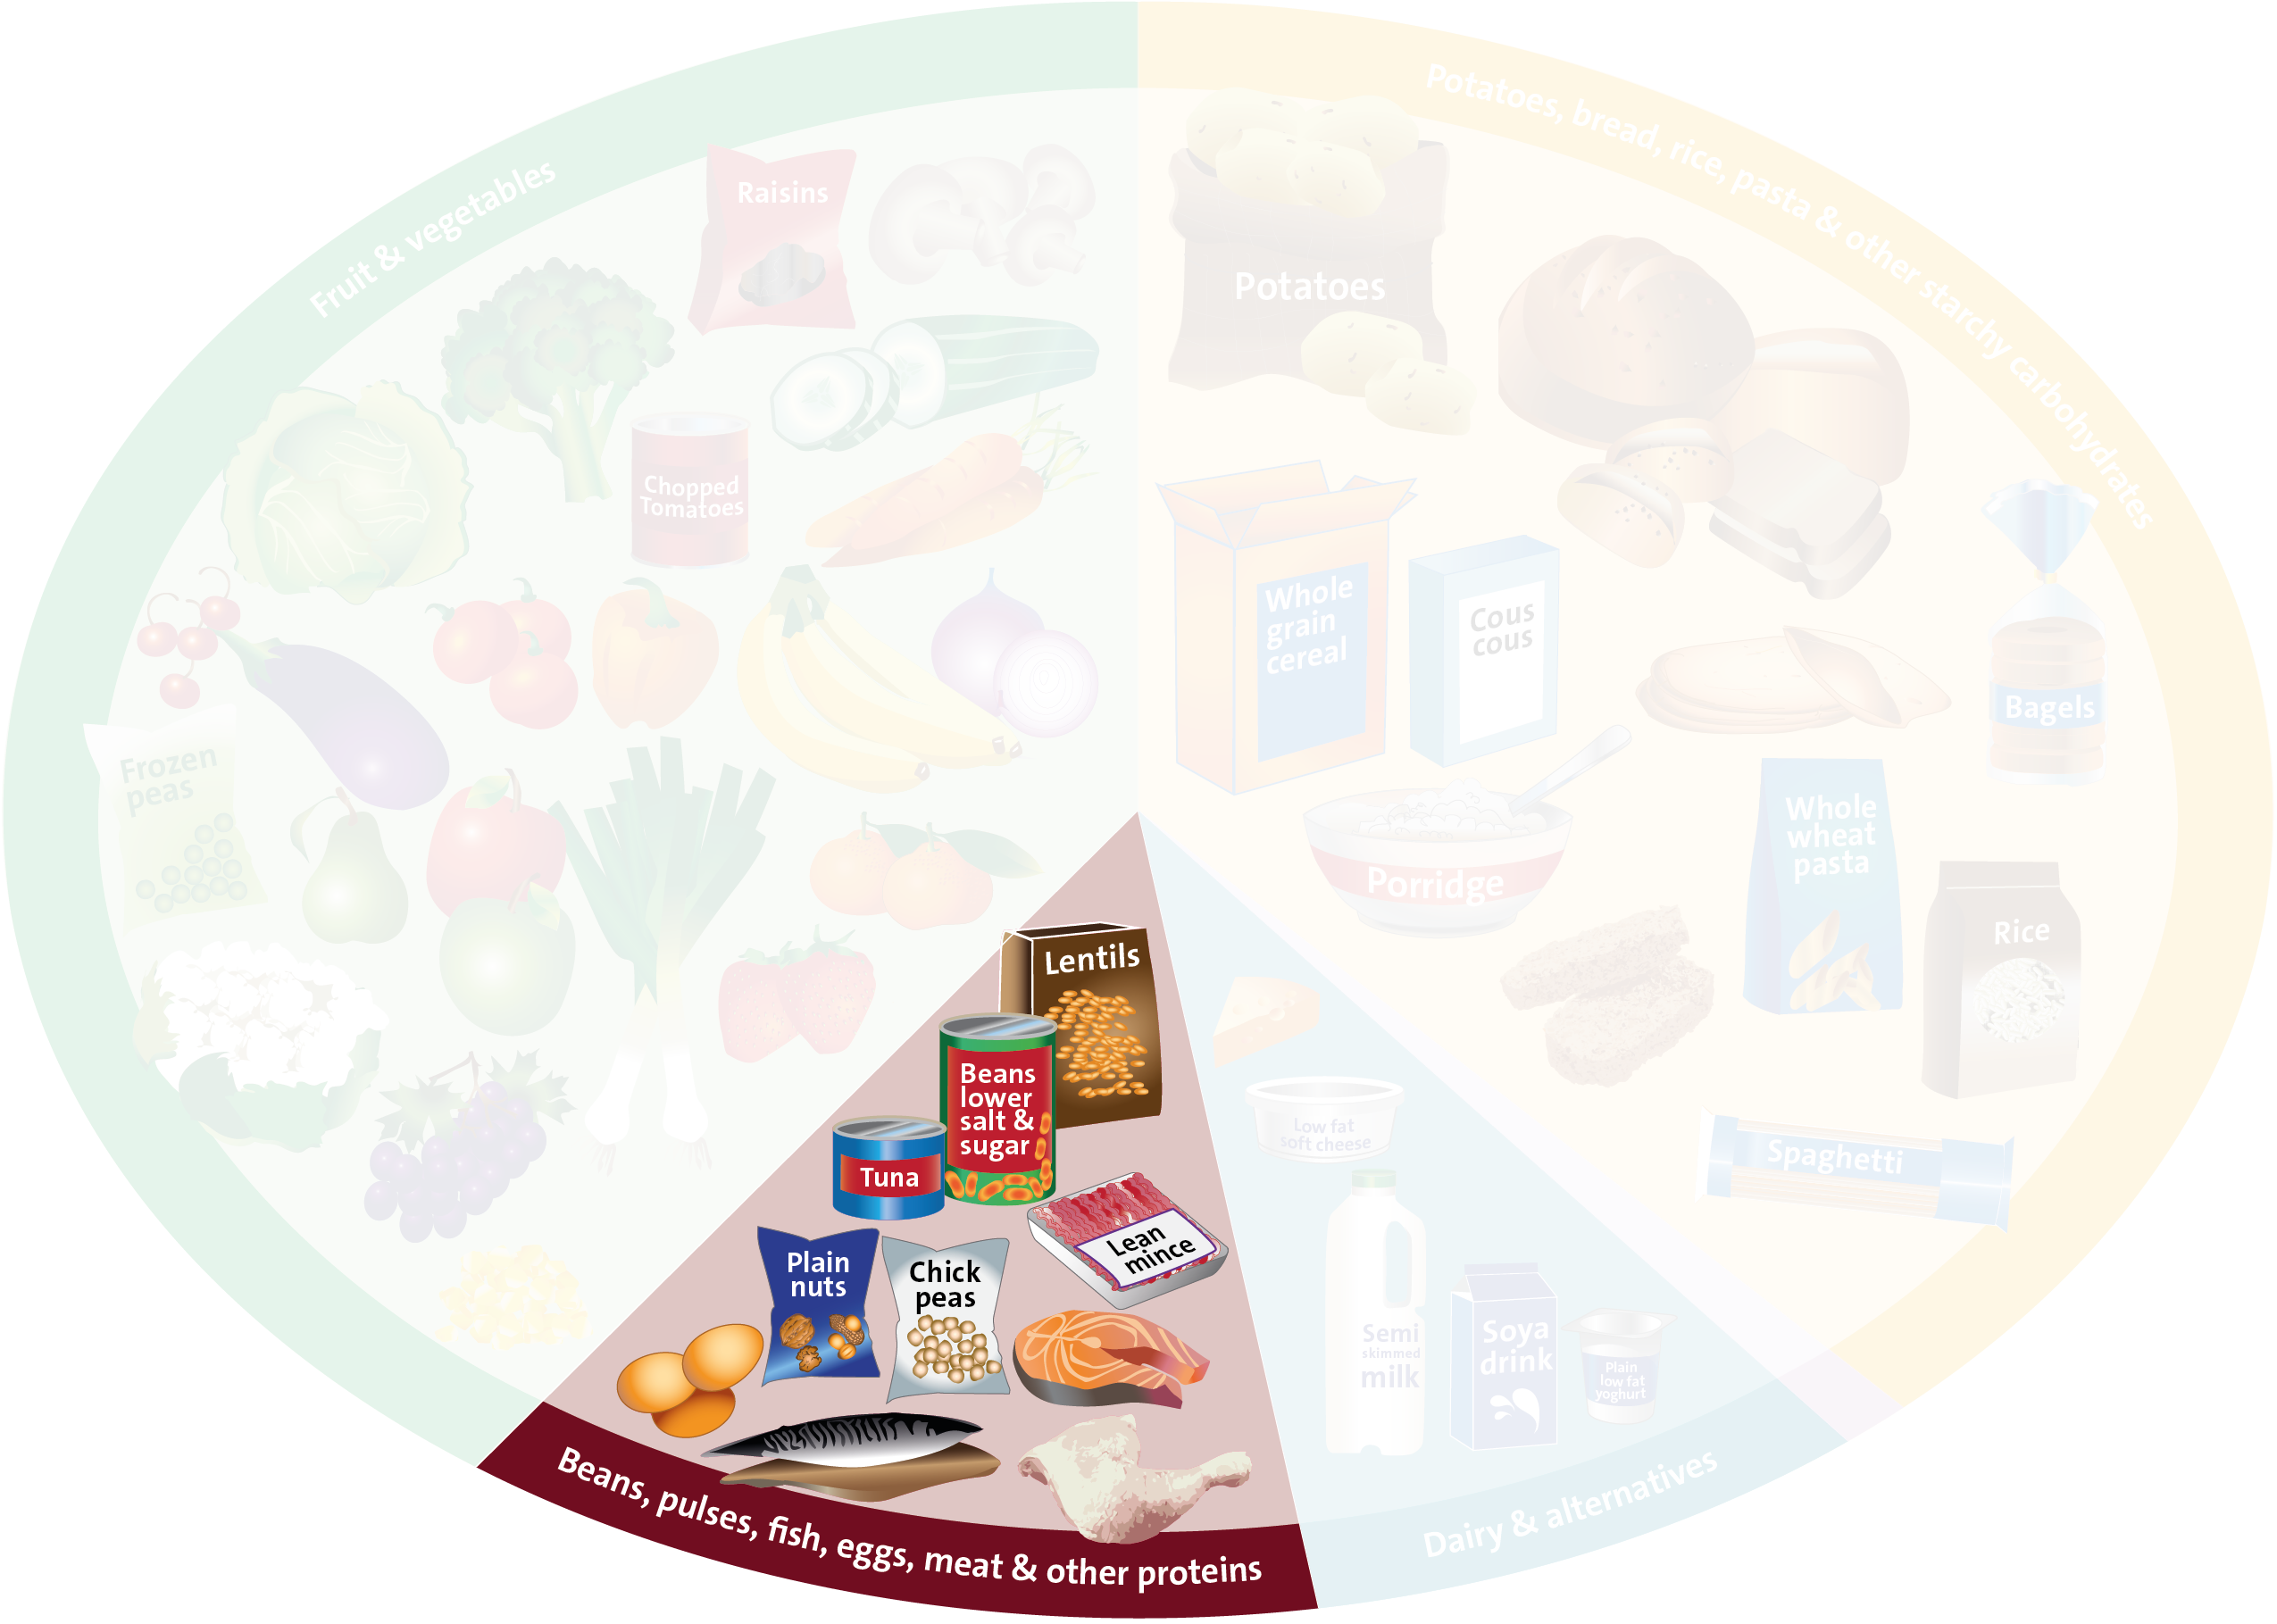 Fruit & vegetables
Potatoes, bread, rice, pasta & other starchy carbohydrates
Raisins
Potatoes
Chopped
Tomatoes
Whole
grain
cereal
Cous
cous
Bagels
Frozen
peas
Whole
wheat
pasta
Porridge
Rice
Lentils
Beans
lower
salt &
sugar
Tuna
Low fat
soft cheese
Spaghetti
Lean
mince
Plain
nuts
Chick
peas
Semi
skimmed
milk
Soya
drink
Plain
low fat
yoghurt
Beans, pulses, fish, eggs, meat & other proteins
Dairy & alternatives